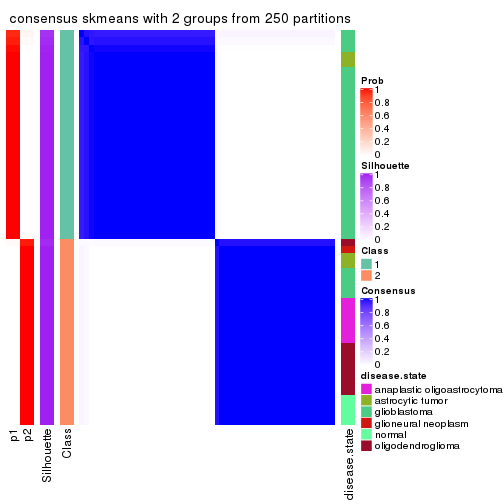 consensus skmeans with 2 groups from 250 partitions
Prob
1
0.8
0.6
0.4
0.2
0
Silhouette
1
0.8
0.6
0.4
0.2
0
Class
1
2
Consensus
1
0.8
0.6
0.4
0.2
0
disease.state
anaplastic oligoastrocytoma
astrocytic tumor
glioblastoma
glioneural neoplasm
normal
oligodendroglioma
p1
p2
Silhouette
Class
disease.state